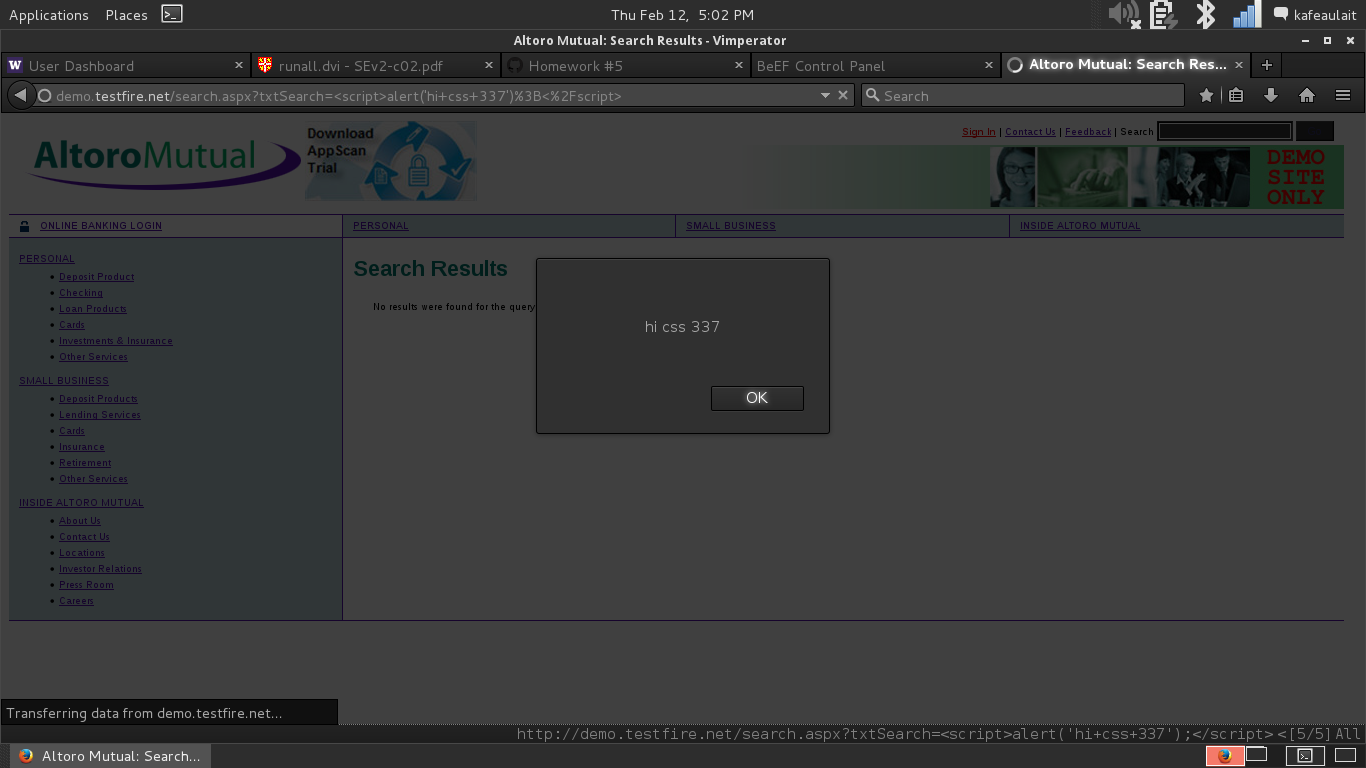 Applications Places Thu Feb 12, 5:02 PM kafeaulait
Altoro Mutual: Search Results - Vimperator
W User Dashboard runall.dvi - SEv2-c02.pdf Homework #5 BeEF Control Panel Altoro Mutual: Search Res...
demo.testfire.net/search.aspx?txtSearch=<script>alert('hi+css+337')%3B<%2Fscript> Search
AltoroMutual
Download
AppScan
Trial
Sign In | Contact Us | Feedback | Search
DEMO
SITE
ONLY
ONLINE BANKING LOGIN PERSONAL SMALL BUSINESS INSIDE ALTORO MUTUAL
PERSONAL
Deposit Product
Checking
Loan Products
Cards
Investments & Insurance
Other Services
SMALL BUSINESS
Deposit Products
Lending Services
Cards
Insurance
Retirement
Other Services
INSIDE ALTORO MUTUAL
About Us
Contact Us
Locations
Investor Relations
Press Room
Careers
Search Results
No results were found for the query
hi css 337
OK
Transferring data from demo.testfire.net...
http://demo.testfire.net/search.aspx?txtSearch=<script>alert('hi+css+337');</script> <[5/5] All
Altoro Mutual: Search...